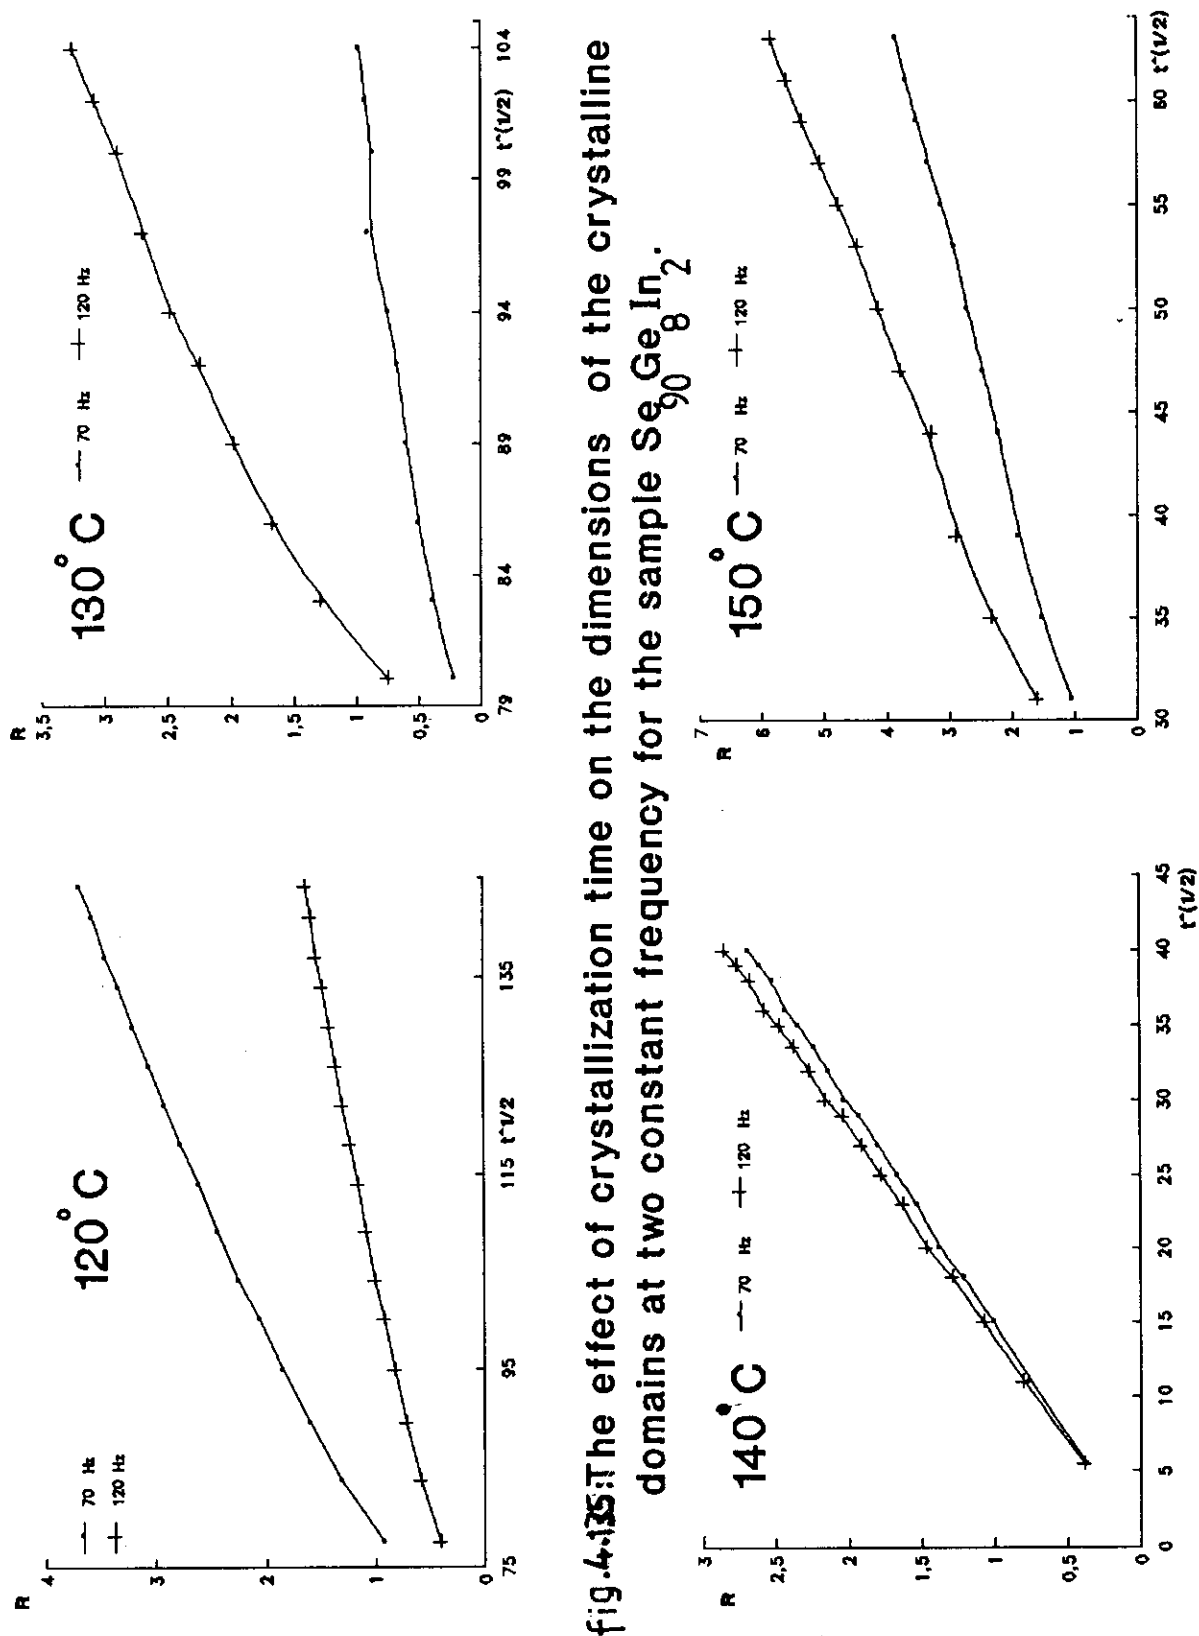 120°C
70 Hz
120 Hz
R
4
3
2
1
0
75 95 115 t^1/2 135
130°C
70 Hz 120 Hz
R
3,5
3
2,5
2
1,5
1
0,5
0
79 84 89 94 99 t^(1/2) 104
The effect of crystallization time on the dimensions of the crystalline
domains at two constant frequency for the sample Se90 Ge8 In2.
140°C
70 Hz 120 Hz
R
3
2,5
2
1,5
1
0,5
0 5 10 15 20 25 30 35 40 45
t^(1/2)
150°C
70 Hz 120 Hz
R
7
6
5
4
3
2
1
0
30 35 40 45 50 55 60 t^(1/2)